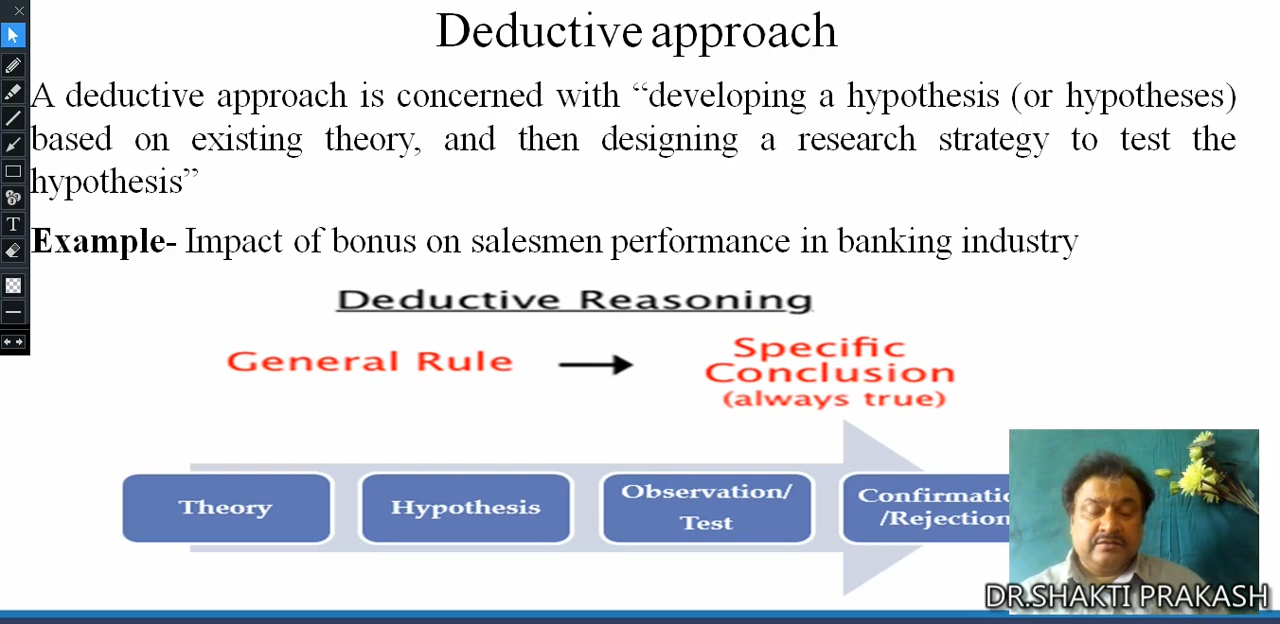 Deductive approach
A deductive approach is concerned with “developing a hypothesis (or hypotheses)
based on existing theory, and then designing a research strategy to test the
hypothesis”
Example- Impact of bonus on salesmen performance in banking industry
Deductive Reasoning
General Rule
Specific
Conclusion
(always true)
Theory
Hypothesis
Observation/
Test
/Rejection
DR.SHAKTI PRAKASH